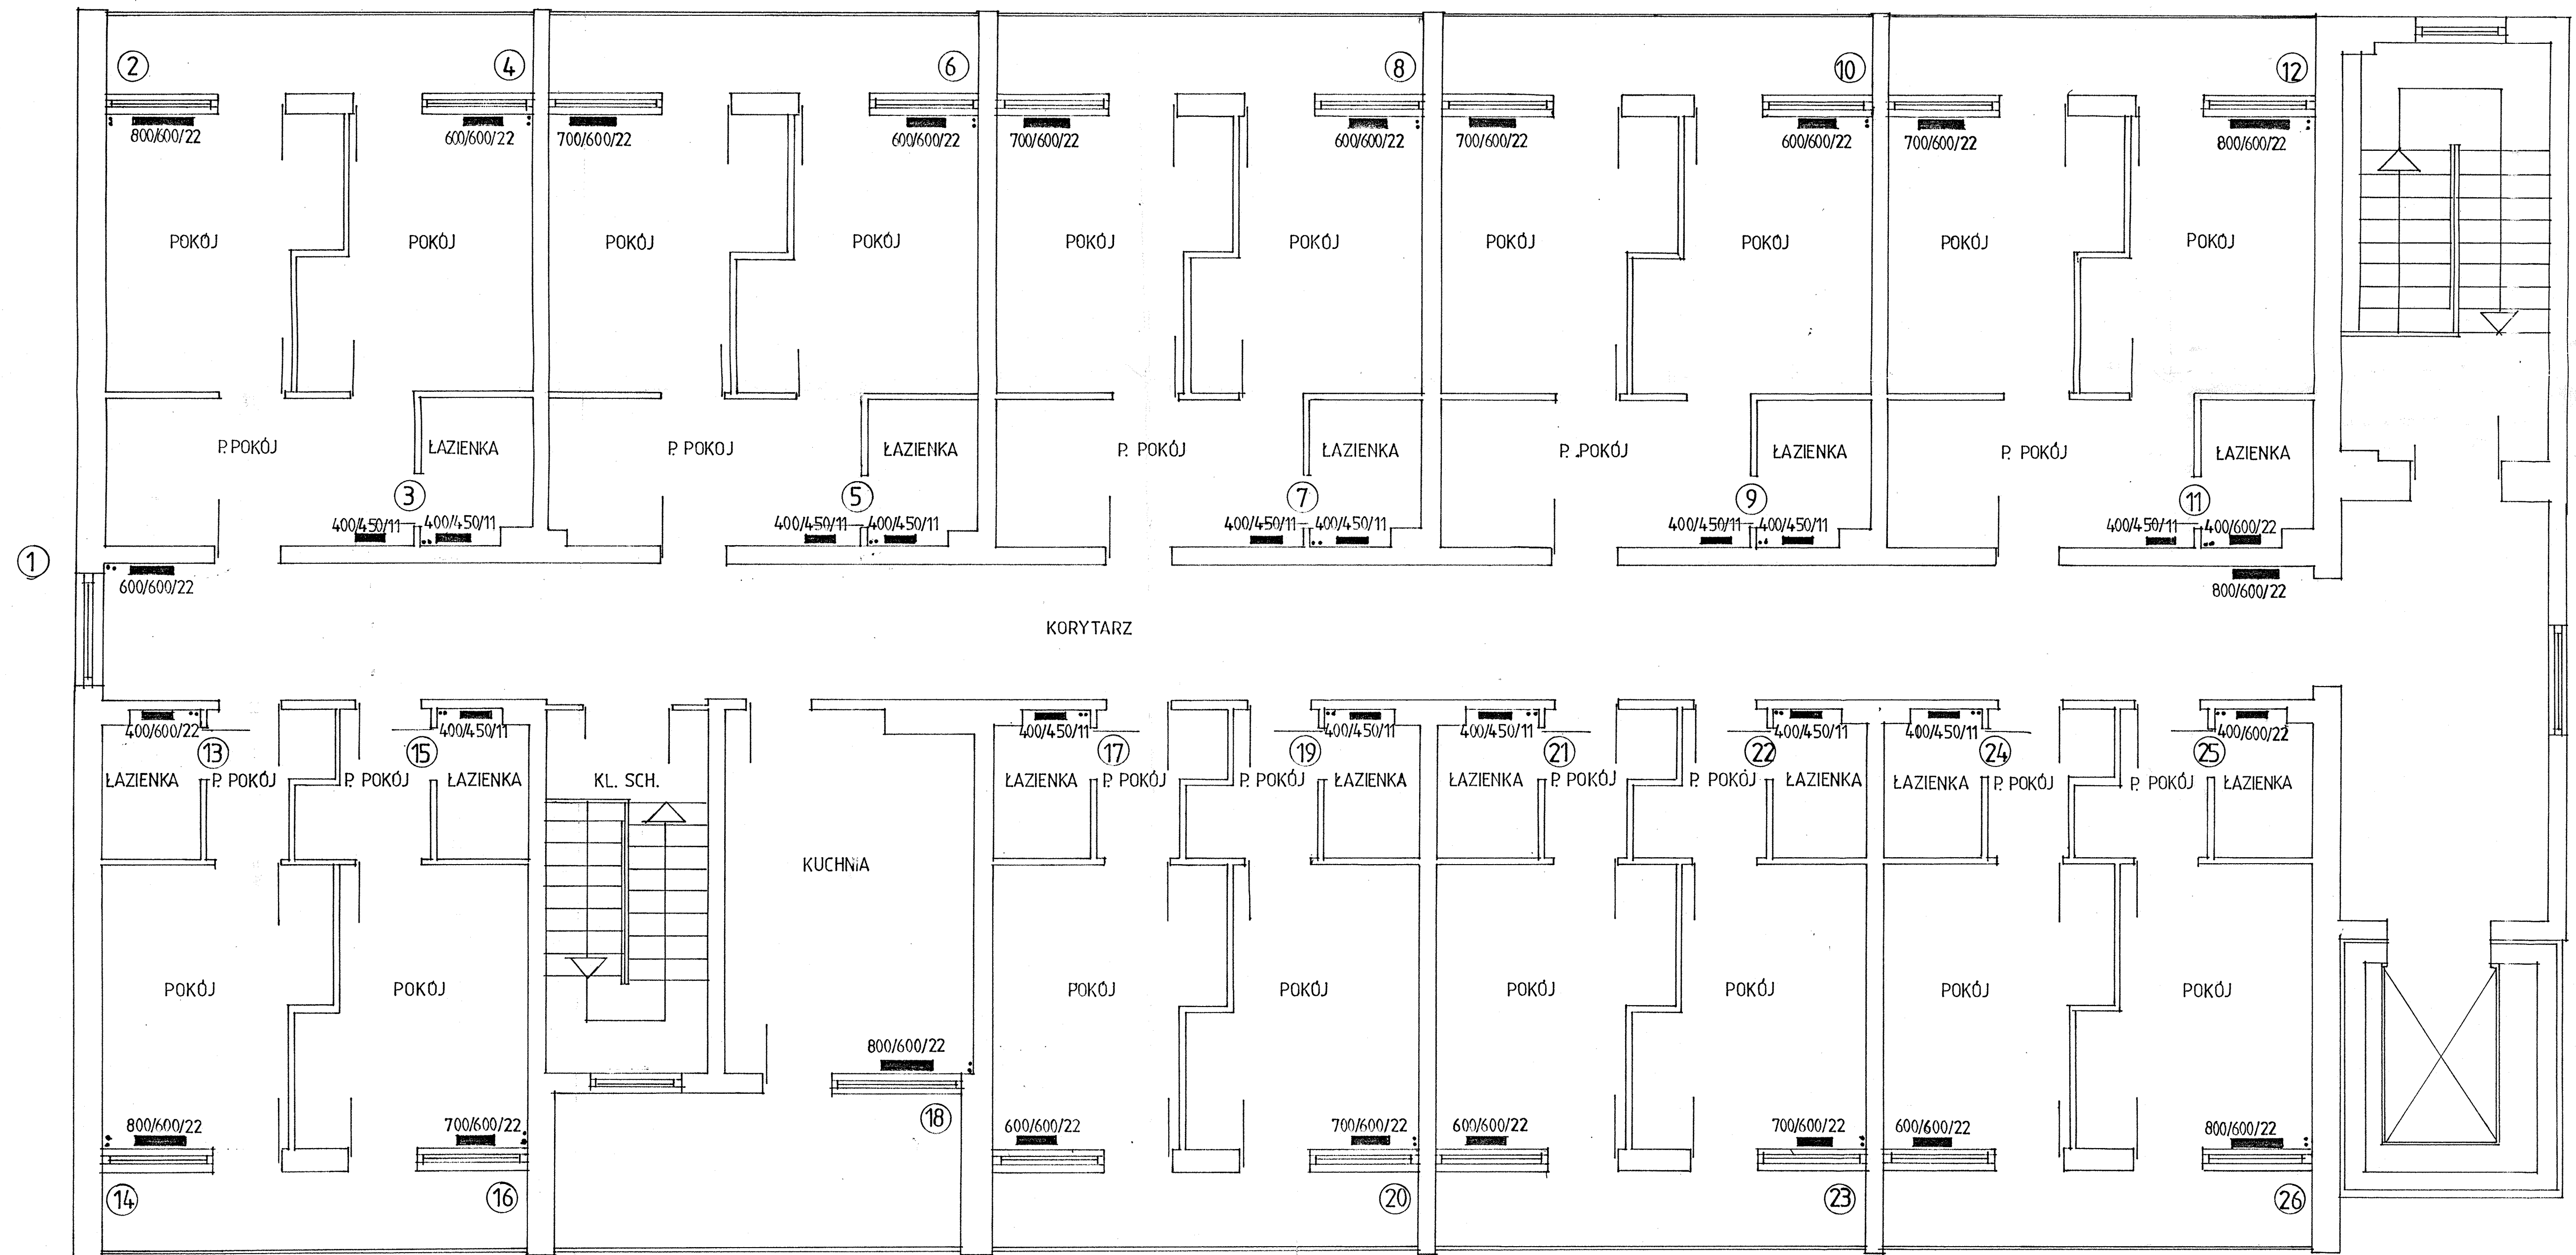 2
4
6
8
10
12
800/600/22
600/600/22
700/600/22
600/600/22
700/600/22
600/600/22
700/600/22
600/600/22
700/600/22
800/600/22
POKÓJ
POKÓJ
POKÓJ
POKÓJ
POKÓJ
POKÓJ
POKÓJ
POKÓJ
POKÓJ
POKÓJ
P. POKÓJ
ŁAZIENKA
P. POKOJ
ŁAZIENKA
P. POKÓJ
ŁAZIENKA
P. POKÓJ
ŁAZIENKA
P. POKÓJ
ŁAZIENKA
3
5
7
9
11
400/450/11
400/450/11
400/450/11
400/450/11
400/450/11
400/450/11
400/450/11
400/450/11
400/450/11
400/600/22
1
600/600/22
800/600/22
KORYTARZ
400/600/22
400/450/11
400/450/11
400/450/11
400/450/11
400/450/11
400/450/11
400/600/22
13
15
17
19
21
22
24
25
ŁAZIENKA
P. POKÓJ
P. POKÓJ
ŁAZIENKA
KL. SCH.
ŁAZIENKA
P. POKÓJ
P. POKÓJ
ŁAZIENKA
ŁAZIENKA
P. POKÓJ
P. POKÓJ
ŁAZIENKA
ŁAZIENKA
P. POKÓJ
P. POKÓJ
ŁAZIENKA
KUCHNIA
POKÓJ
POKÓJ
POKÓJ
POKÓJ
POKÓJ
POKÓJ
POKÓJ
POKÓJ
800/600/22
18
800/600/22
700/600/22
600/600/22
700/600/22
600/600/22
700/600/22
600/600/22
800/600/22
14
16
20
23
26